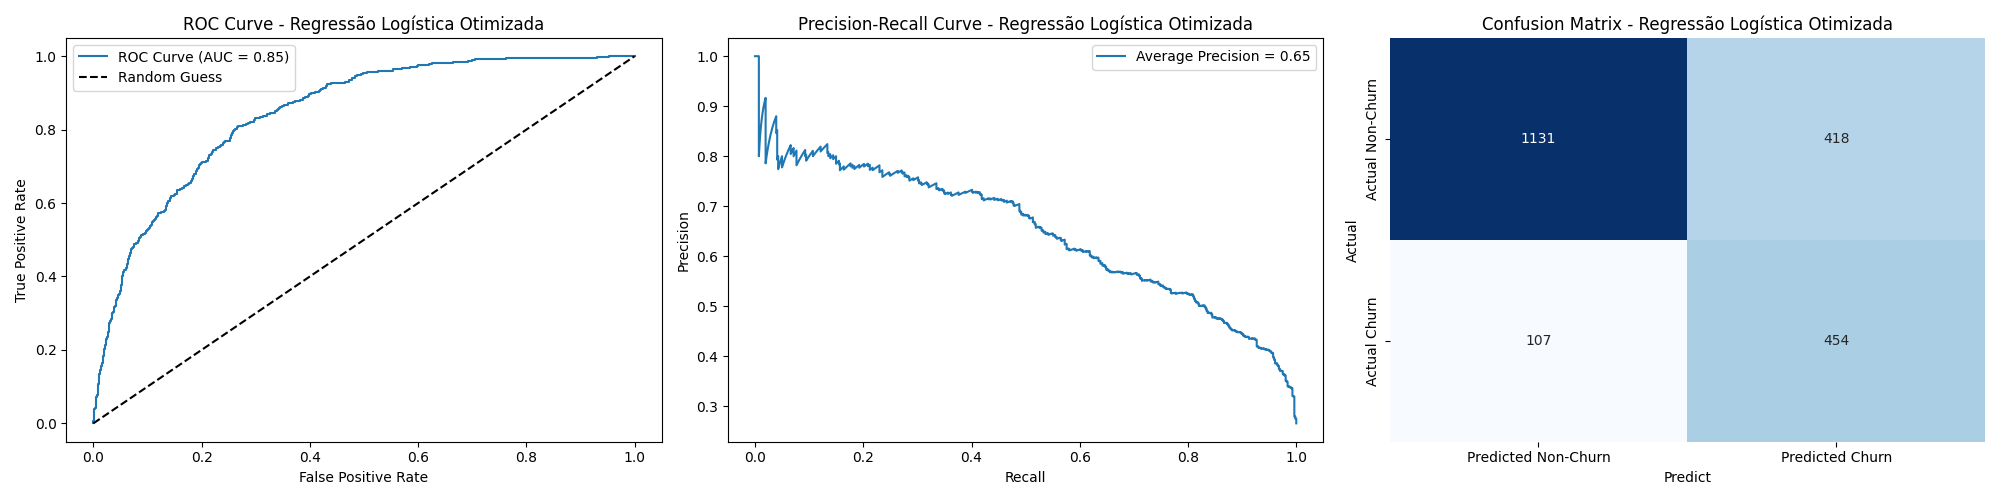 ROC Curve - Regressão Logística Otimizada
ROC Curve (AUC = 0.85)
Random Guess
1.0
0.8
0.6
0.4
0.2
0.0
True Positive Rate
0.0 0.2 0.4 0.6 0.8 1.0
False Positive Rate
Precision-Recall Curve - Regressão Logística Otimizada
Average Precision = 0.65
1.0
0.9
0.8
0.7
0.6
0.5
0.4
0.3
Precision
0.0 0.2 0.4 0.6 0.8 1.0
Recall
Confusion Matrix - Regressão Logística Otimizada
Actual
Actual Non-Churn
1131 418
Actual Churn
107 454
Predicted Non-Churn Predicted Churn
Predict